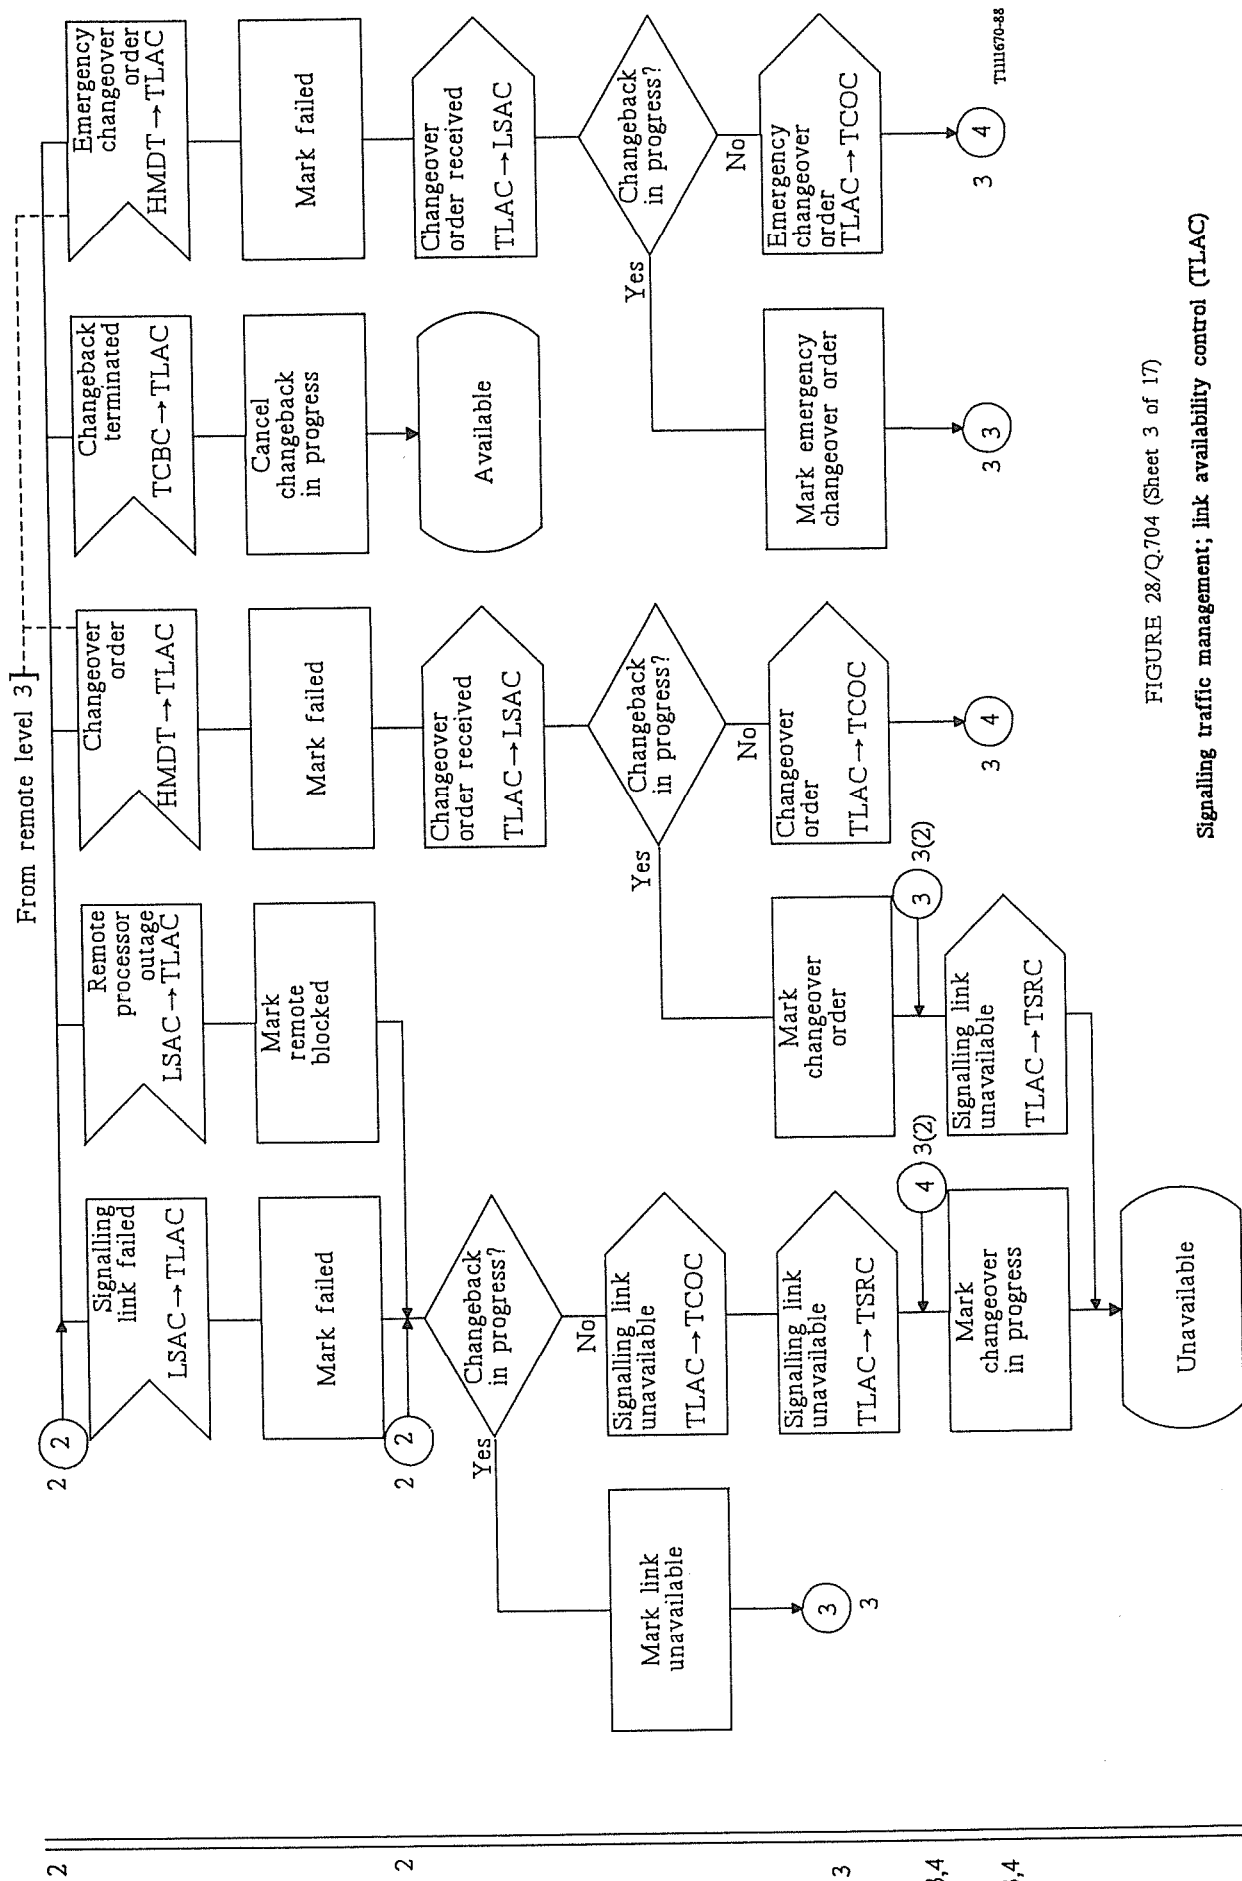 From remote level 3]
2
2
Signalling
link failed
LSAC→TLAC
Mark failed
2
2
Changeback
in progress?
Yes
No
Mark link
unavailable
3
3
Signalling link
unavailable
TLAC→TCOC
Signalling link
unavailable
TLAC→TSRC
4
3(2)
Mark
changeover
in progress
Unavailable
Remote
processor
outage
LSAC→TLAC
Mark
remote
blocked
Changeover
order
HMDT→TLAC
Mark failed
Changeover
order received
TLAC→LSAC
Changeback
in progress?
Yes
No
Mark
changeover
order
3
3(2)
Signalling link
unavailable
TLAC→TSRC
Changeover
order
TLAC→TCOC
3
4
Changeback
terminated
TCBC→TLAC
Cancel
changeback
in progress
Available
Emergency
changeover
order
HMDT→TLAC
Mark failed
Changeover
order received
TLAC→LSAC
Changeback
in progress?
Yes
No
Mark emergency
changeover order
3
3
Emergency
changeover
order
TLAC→TCOC
3
4
T1111670-88
FIGURE 28/Q.704 (Sheet 3 of 17)
Signalling traffic management; link availability control (TLAC)
2
2
3
3,4
3,4